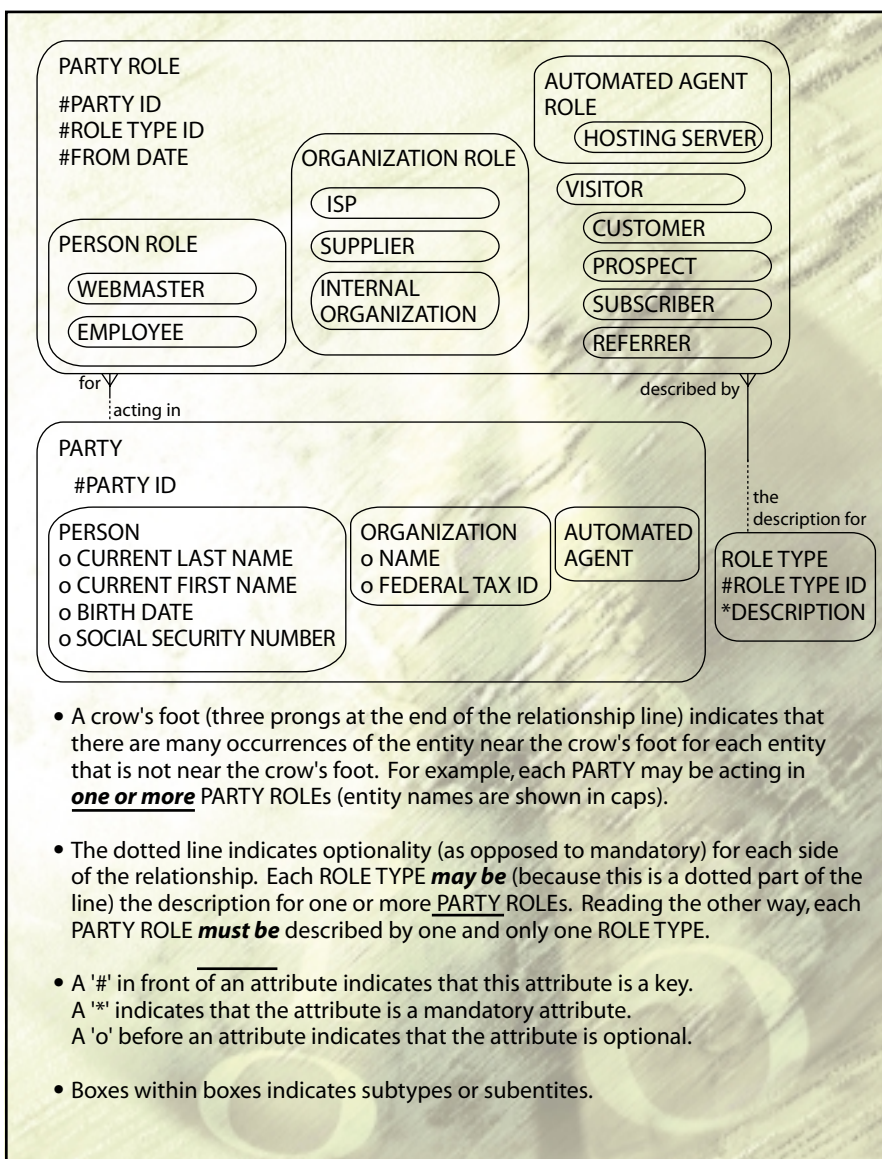 PARTY ROLE
#PARTY ID
#ROLE TYPE ID
#FROM DATE
PERSON ROLE
WEBMASTER
EMPLOYEE
ORGANIZATION ROLE
ISP
SUPPLIER
INTERNAL
ORGANIZATION
AUTOMATED AGENT
ROLE
HOSTING SERVER
VISITOR
CUSTOMER
PROSPECT
SUBSCRIBER
REFERRER
for
acting in
described by
the
description for
PARTY
#PARTY ID
PERSON
o CURRENT LAST NAME
o CURRENT FIRST NAME
o BIRTH DATE
o SOCIAL SECURITY NUMBER
ORGANIZATION
o NAME
o FEDERAL TAX ID
AUTOMATED
AGENT
ROLE TYPE
#ROLE TYPE ID
*DESCRIPTION
• A crow's foot (three prongs at the end of the relationship line) indicates that
there are many occurrences of the entity near the crow's foot for each entity
that is not near the crow's foot. For example, each PARTY may be acting in
one or more PARTY ROLEs (entity names are shown in caps).
• The dotted line indicates optionality (as opposed to mandatory) for each side
of the relationship. Each ROLE TYPE may be (because this is a dotted part of the
line) the description for one or more PARTY ROLEs. Reading the other way, each
PARTY ROLE must be described by one and only one ROLE TYPE.
• A '#' in front of an attribute indicates that this attribute is a key.
A '*' indicates that the attribute is a mandatory attribute.
A 'o' before an attribute indicates that the attribute is optional.
• Boxes within boxes indicates subtypes or subentites.